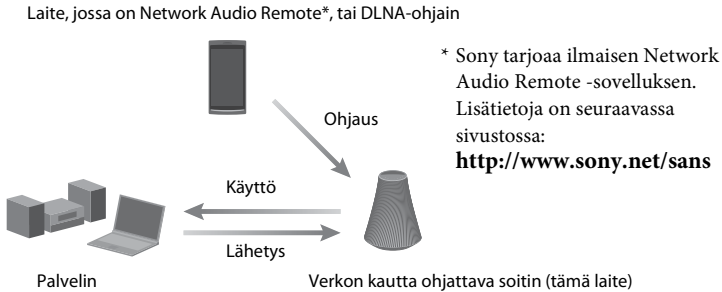 Laite, jossa on Network Audio Remote*, tai DLNA-ohjain
* Sony tarjoaa ilmaisen Network
Audio Remote -sovelluksen.
Lisätietoja on seuraavassa
sivustossa:
http://www.sony.net/sans
Ohjaus
Käyttö
Lähetys
Palvelin
Verkon kautta ohjattava soitin (tämä laite)